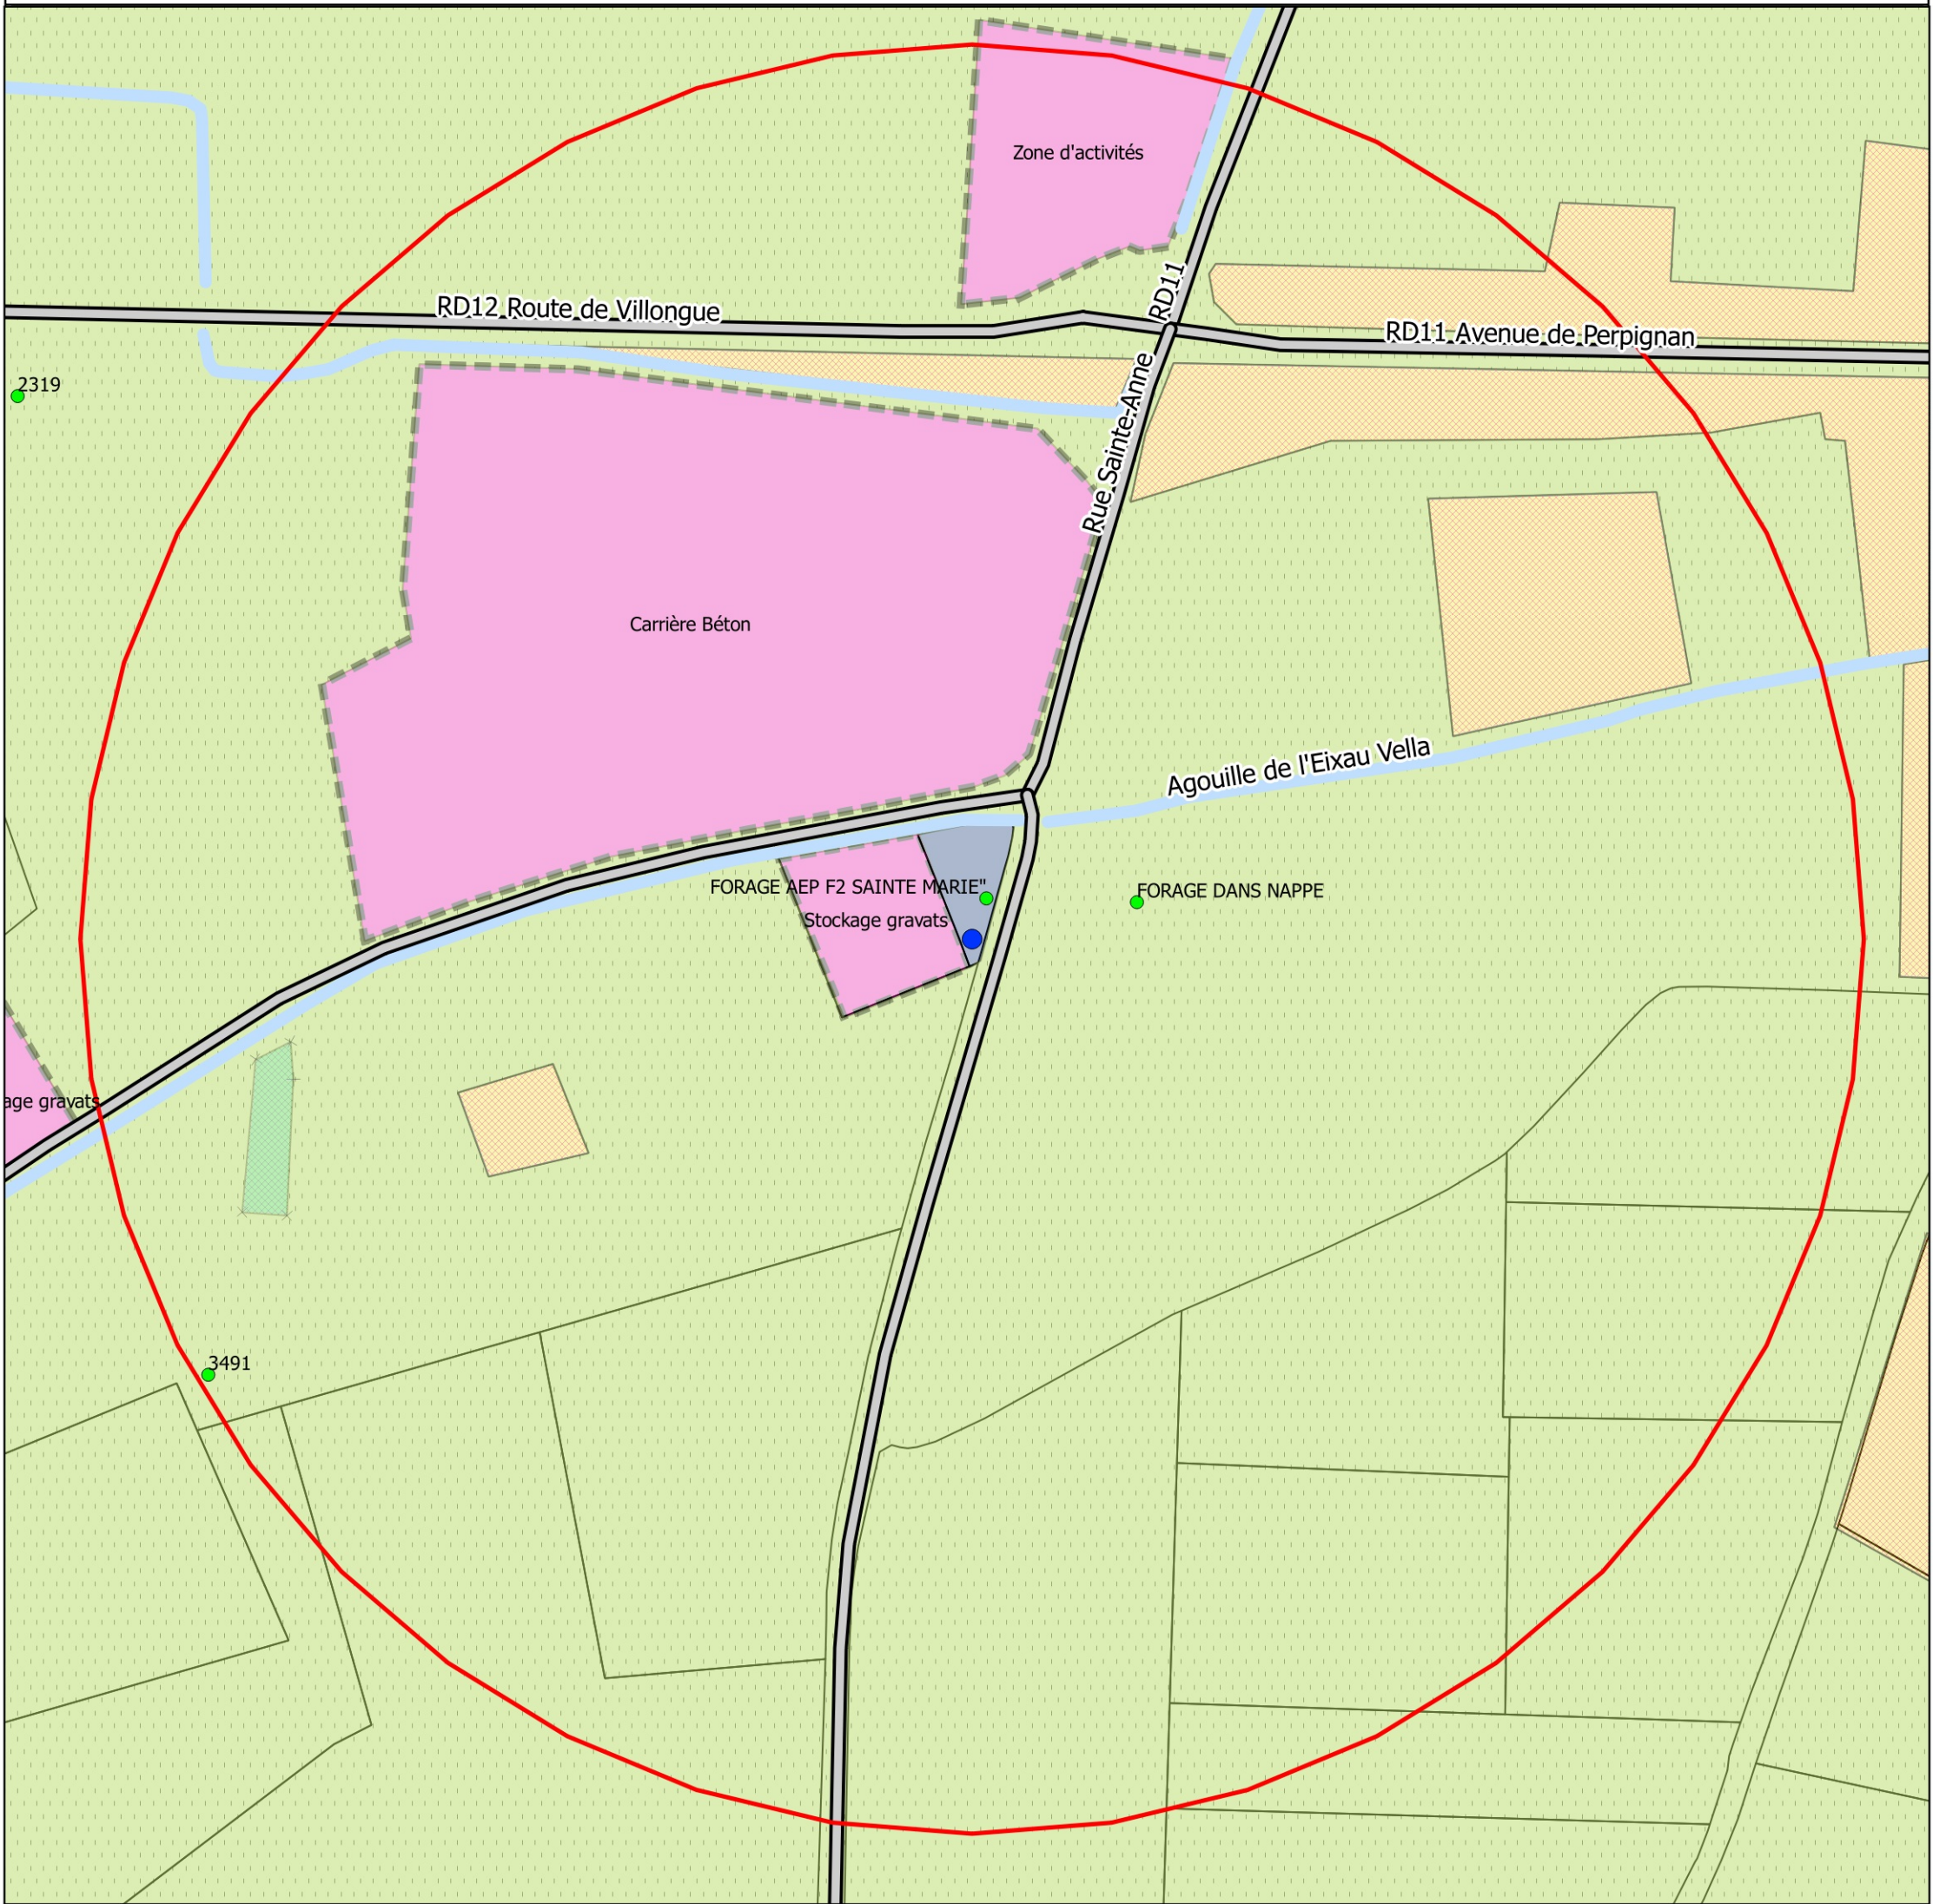 Zone d'activités
RD11
RD12 Route de Villongue
RD11 Avenue de Perpignan
2319
Rue Sainte-Anne
Carrière Béton
Agouille de l'Eixau Vella
FORAGE AEP F2 SAINTE MARIE"
FORAGE DANS NAPPE
Stockage gravats
age gravats
3491